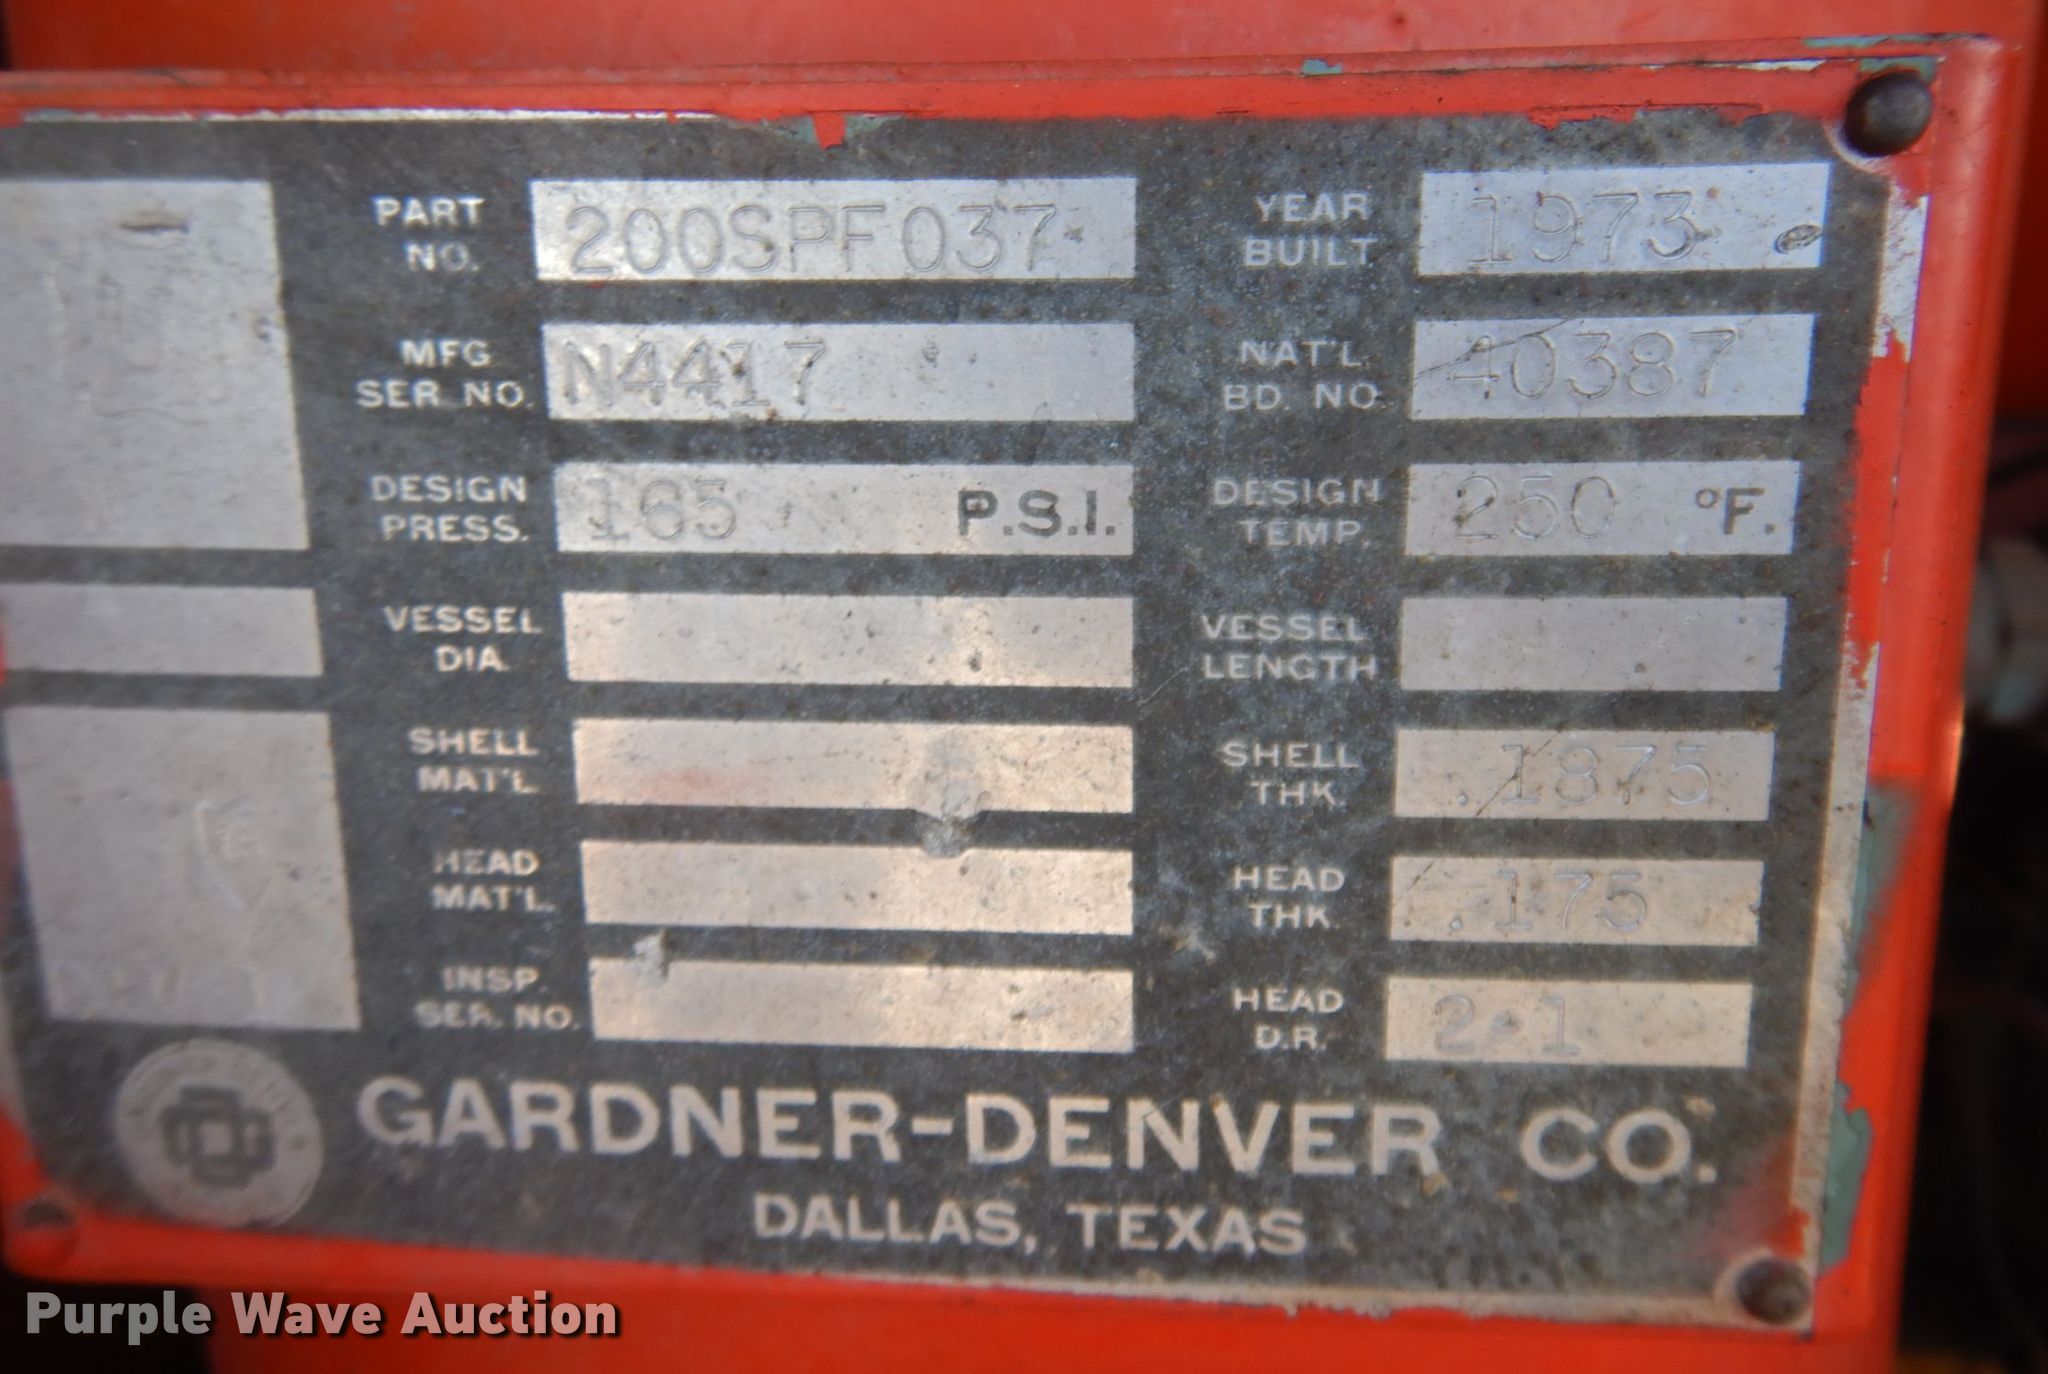 PART NO. 200SPF037 YEAR BUILT 1973
MFG SER. NO. N4417 NAT'L. BD. NO. 40387
DESIGN PRESS. 165 P.S.I. DESIGN TEMP. 250 °F.
VESSEL DIA. VESSEL LENGTH
SHELL MAT'L. SHELL THK. .1875
HEAD MAT'L. HEAD THK. .175
INSP. SER. NO. HEAD D.R. 2-1
GARDNER-DENVER CO.
DALLAS, TEXAS
Purple Wave Auction